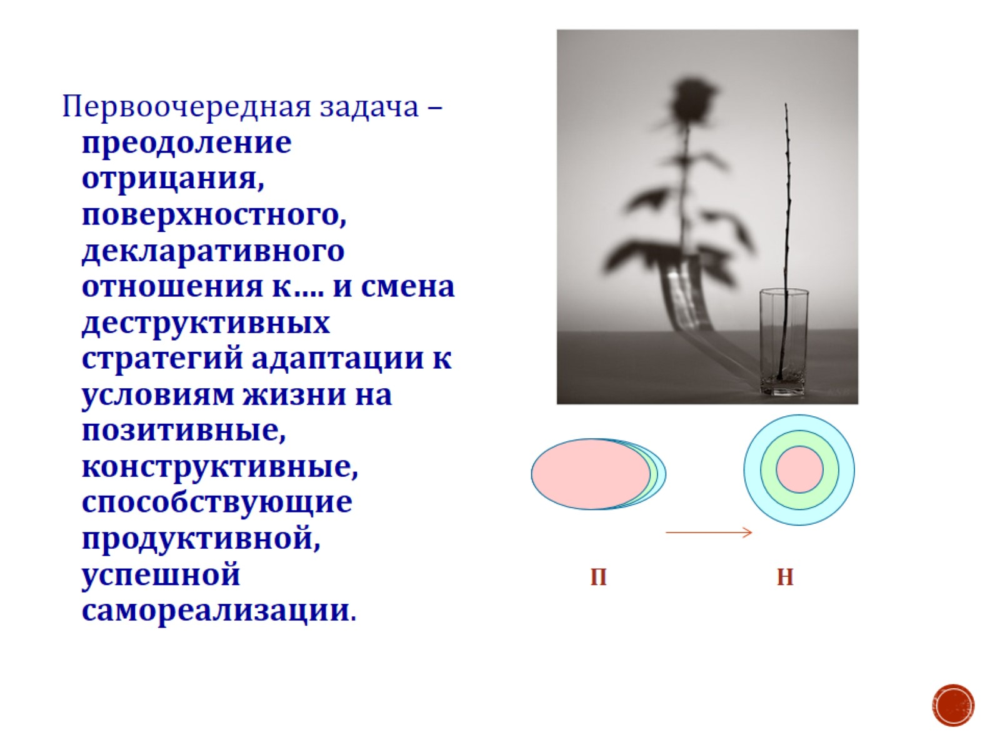 Первоочередная задача –
преодоление
отрицания,
поверхностного,
декларативного
отношения к…. и смена
деструктивных
стратегий адаптации к
условиям жизни на
позитивные,
конструктивные,
способствующие
продуктивной,
успешной
самореализации.
П
Н